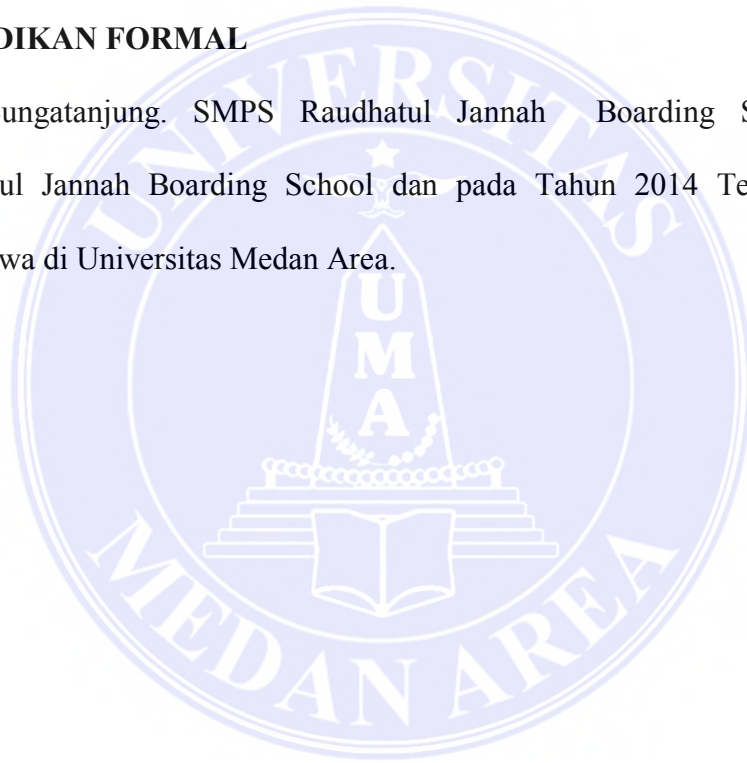 DIKAN FORMAL
ungatanjung. SMPS Raudhatul Jannah Boarding S
ul Jannah Boarding School dan pada Tahun 2014 Te
wa di Universitas Medan Area.
UNIVERSITAS
UMA
MEDAN AREA